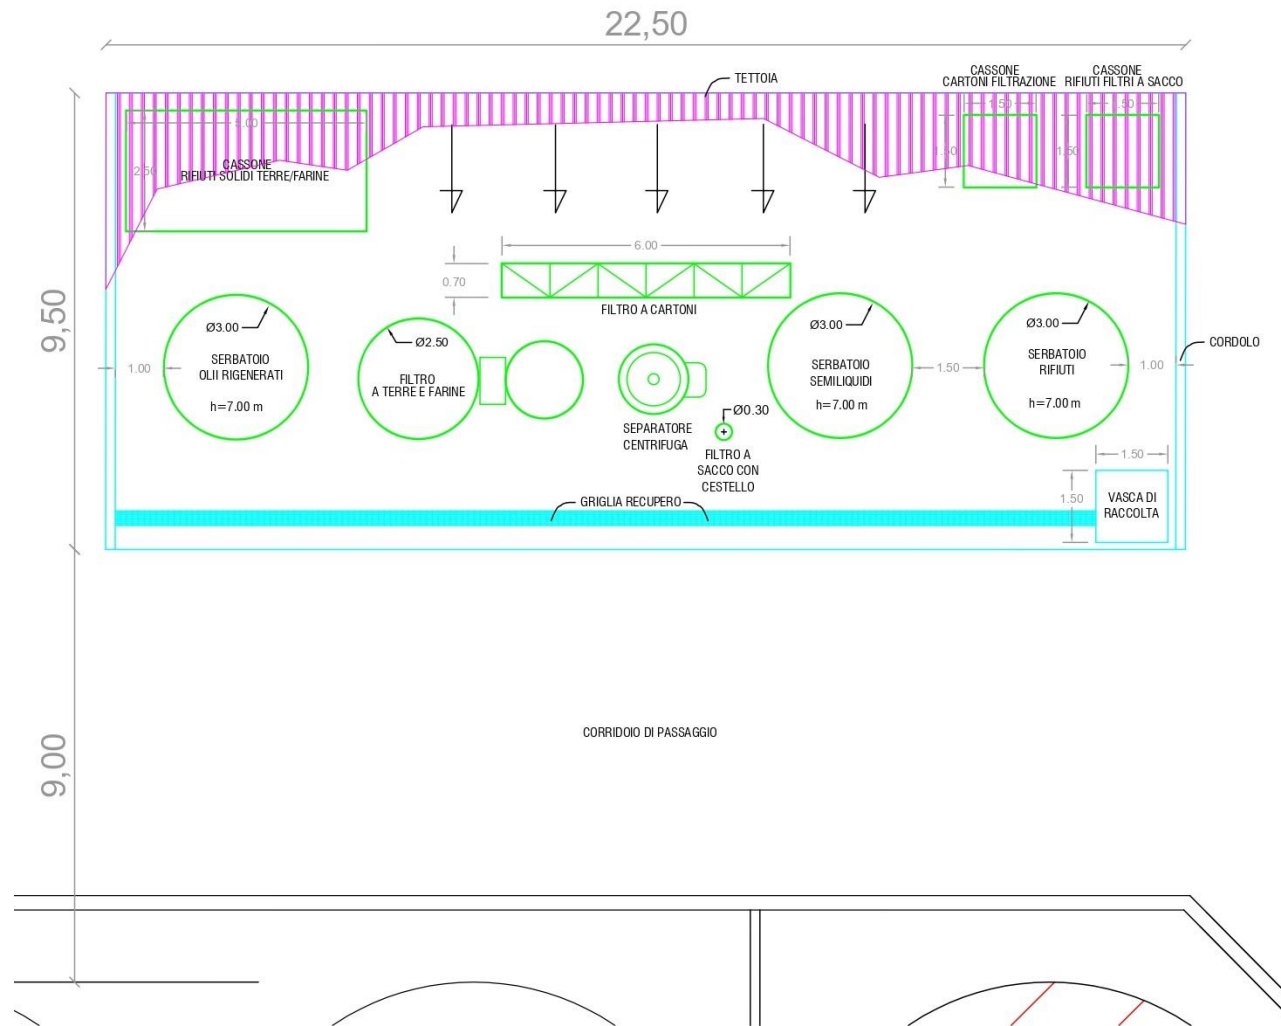 22,50
TETTOIA
CASSONE
CARTONI FILTRAZIONE
CASSONE
RIFIUTI FILTRI A SACCO
1.50
1.50
5.00
2.50
CASSONE
RIFIUTI SOLIDI TERRE/FARINE
1.50
1.50
6.00
0.70
FILTRO A CARTONI
9,50
Ø3.00
SERBATOIO
OLII RIGENERATI
h=7.00 m
1.00
Ø2.50
FILTRO
A TERRE E FARINE
SEPARATORE
CENTRIFUGA
Ø0.30
FILTRO A
SACCO CON
CESTELLO
Ø3.00
SERBATOIO
SEMILIQUIDI
h=7.00 m
1.50
Ø3.00
SERBATOIO
RIFIUTI
h=7.00 m
1.00
CORDOLO
1.50
1.50
VASCA DI
RACCOLTA
GRIGLIA RECUPERO
CORRIDOIO DI PASSAGGIO
9,00